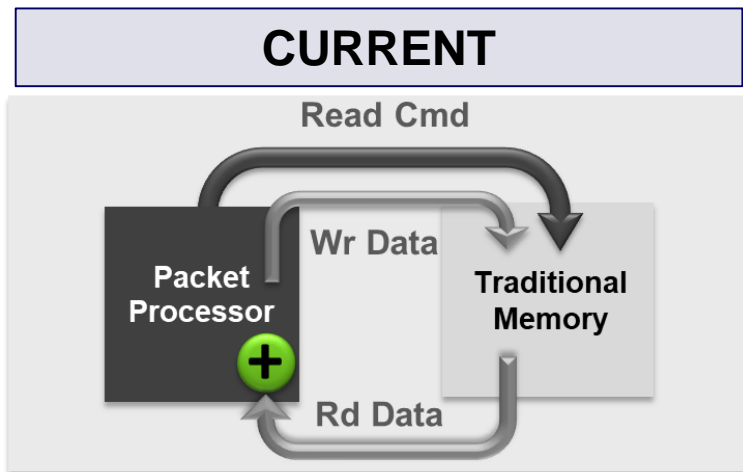 CURRENT
Read Cmd
Wr Data
Packet
Processor
Traditional
Memory
+
Rd Data